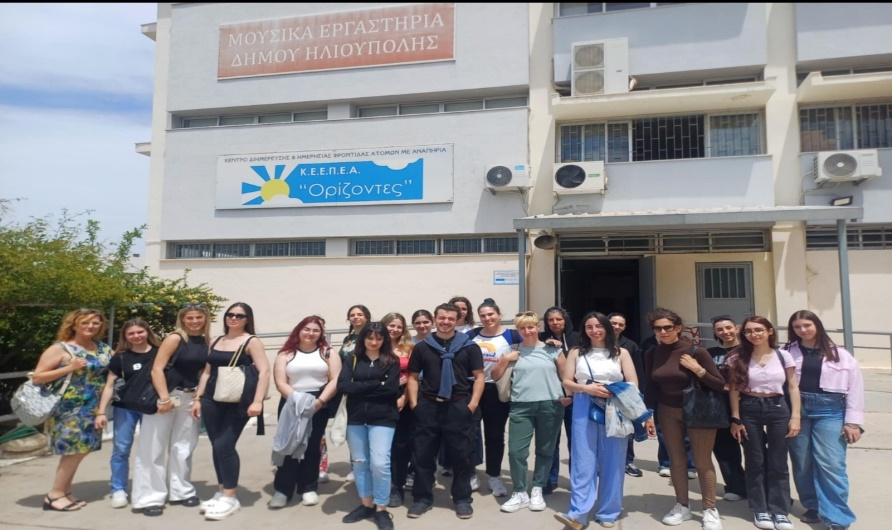 ΜΟΥΣΙΚΑ ΕΡΓΑΣΤΗΡΙΑ
ΔΗΜΟΥ ΗΛΙΟΥΠΟΛΗΣ
ΚΕΝΤΡΟ ΔΙΗΜΕΡΕΥΣΗΣ & ΗΜΕΡΗΣΙΑΣ ΦΡΟΝΤΙΔΑΣ ΑΤΟΜΩΝ ΜΕ ΑΝΑΠΗΡΙΑ
Κ.Ε.Ε.Π.Ε.Α.
"Ορίζοντες"